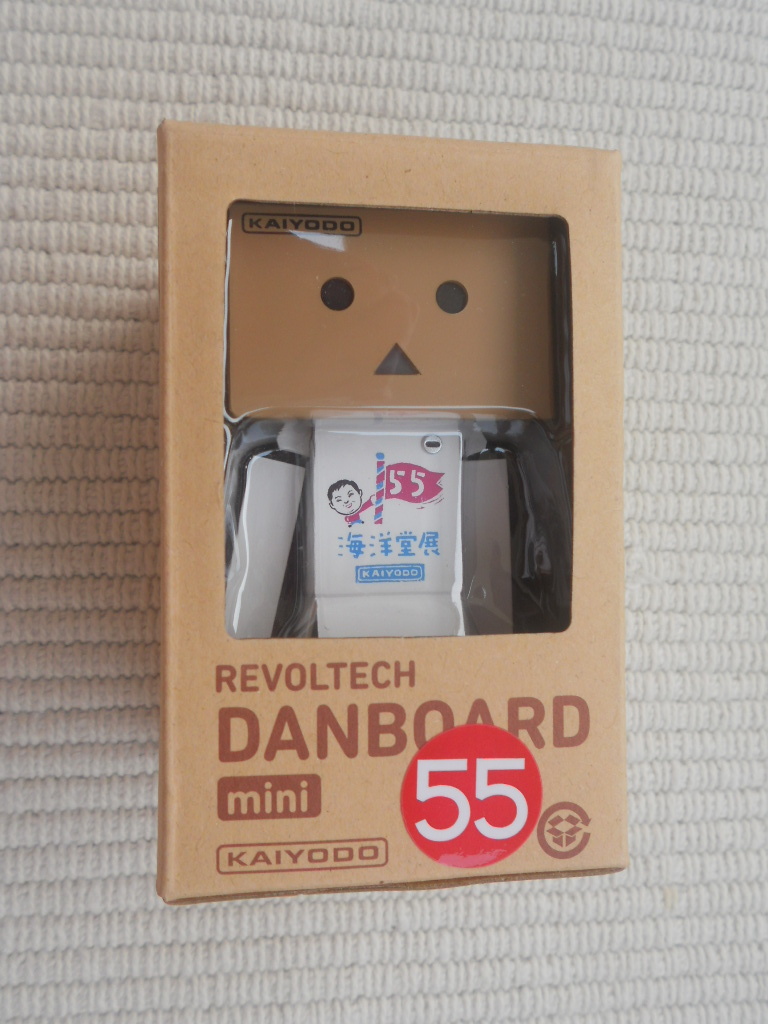 KAIYODO
55
海洋堂展
KAIYODO
REVOLTECH
DANBOARD
mini
55
KAIYODO